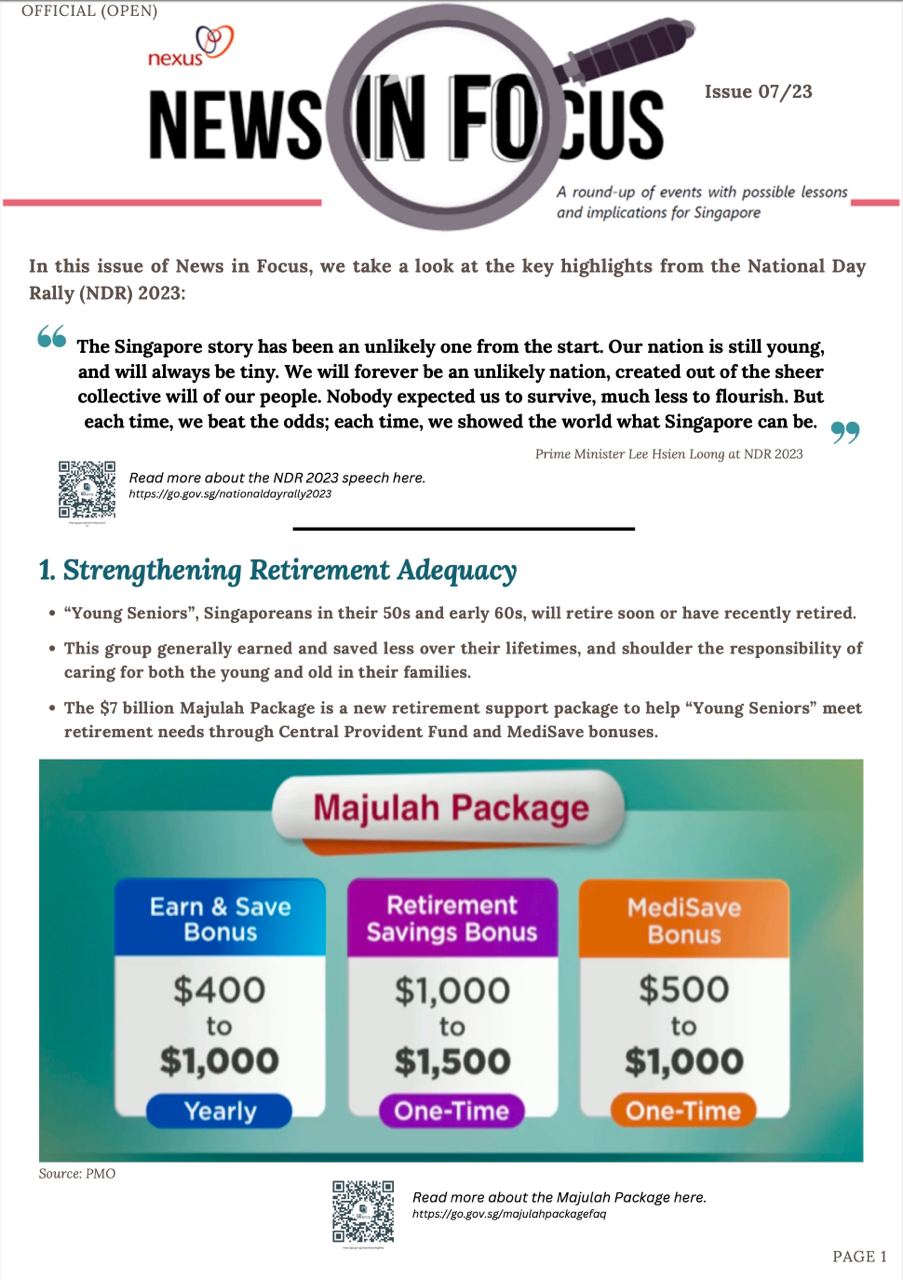 OFFICIAL (OPEN)
nexus
NEWS IN FOCUS
Issue 07/23
A round-up of events with possible lessons
and implications for Singapore
In this issue of News in Focus, we take a look at the key highlights from the National Day
Rally (NDR) 2023:
“The Singapore story has been an unlikely one from the start. Our nation is still young,
and will always be tiny. We will forever be an unlikely nation, created out of the sheer
collective will of our people. Nobody expected us to survive, much less to flourish. But
each time, we beat the odds; each time, we showed the world what Singapore can be.”
Prime Minister Lee Hsien Loong at NDR 2023
Read more about the NDR 2023 speech here.
https://go.gov.sg/nationaldayrally2023
1. Strengthening Retirement Adequacy
• “Young Seniors”, Singaporeans in their 50s and early 60s, will retire soon or have recently retired.
• This group generally earned and saved less over their lifetimes, and shoulder the responsibility of
caring for both the young and old in their families.
• The $7 billion Majulah Package is a new retirement support package to help “Young Seniors” meet
retirement needs through Central Provident Fund and MediSave bonuses.
Majulah Package
Earn & Save
Bonus
$400
to
$1,000
Yearly
Retirement
Savings Bonus
$1,000
to
$1,500
One-Time
MediSave
Bonus
$500
to
$1,000
One-Time
Source: PMO
Read more about the Majulah Package here.
https://go.gov.sg/majulahpackagefaq
PAGE 1